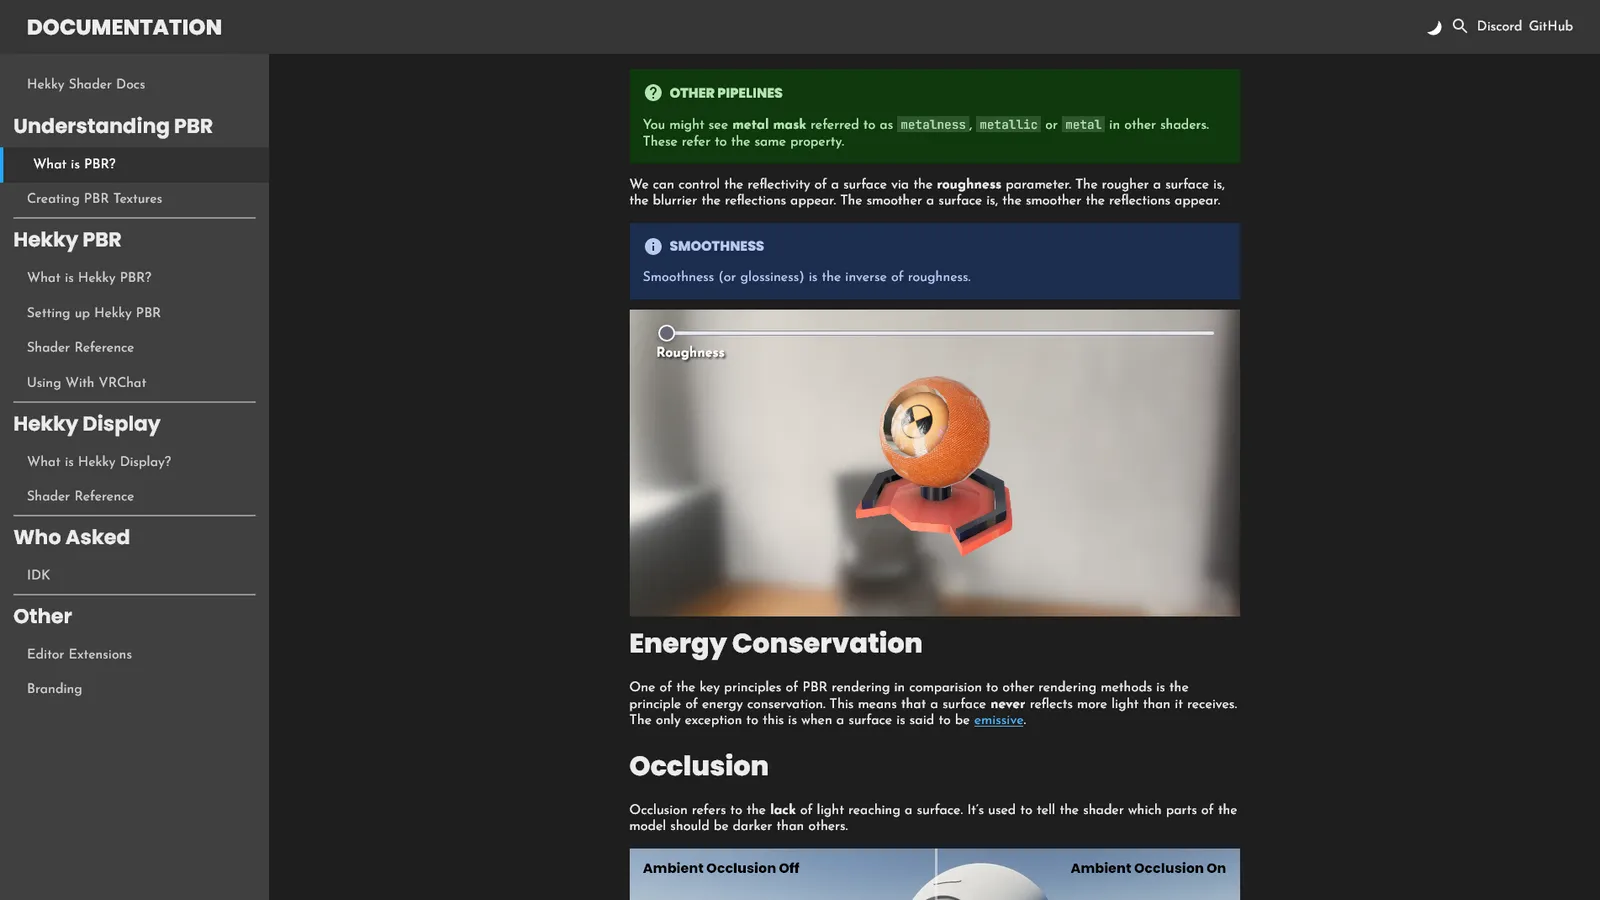 DOCUMENTATION
Discord GitHub
Hekky Shader Docs
Understanding PBR
What is PBR?
Creating PBR Textures
Hekky PBR
What is Hekky PBR?
Setting up Hekky PBR
Shader Reference
Using With VRChat
Hekky Display
What is Hekky Display?
Shader Reference
Who Asked
IDK
Other
Editor Extensions
Branding
OTHER PIPELINES
You might see metal mask referred to as metalness, metallic or metal in other shaders.
These refer to the same property.
We can control the reflectivity of a surface via the roughness parameter. The rougher a surface is,
the blurrier the reflections appear. The smoother a surface is, the smoother the reflections appear.
SMOOTHNESS
Smoothness (or glossiness) is the inverse of roughness.
Roughness
Energy Conservation
One of the key principles of PBR rendering in comparision to other rendering methods is the
principle of energy conservation. This means that a surface never reflects more light than it receives.
The only exception to this is when a surface is said to be emissive.
Occlusion
Occlusion refers to the lack of light reaching a surface. It's used to tell the shader which parts of the
model should be darker than others.
Ambient Occlusion Off
Ambient Occlusion On